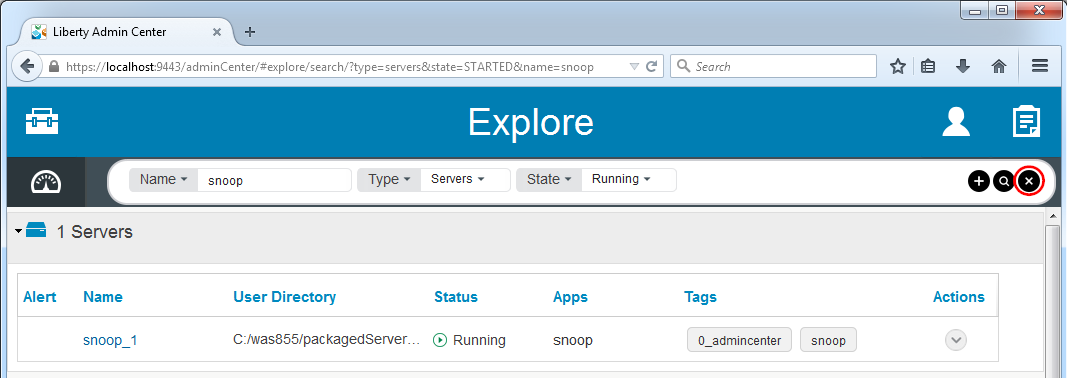 Liberty Admin Center
https://localhost:9443/adminCenter/#explore/search/?type=servers&state=STARTED&name=snoop
Search
Explore
Name snoop Type Servers State Running
1 Servers
Alert Name User Directory Status Apps Tags Actions
snoop_1 C:/was855/packagedServer... Running snoop 0_admincenter snoop